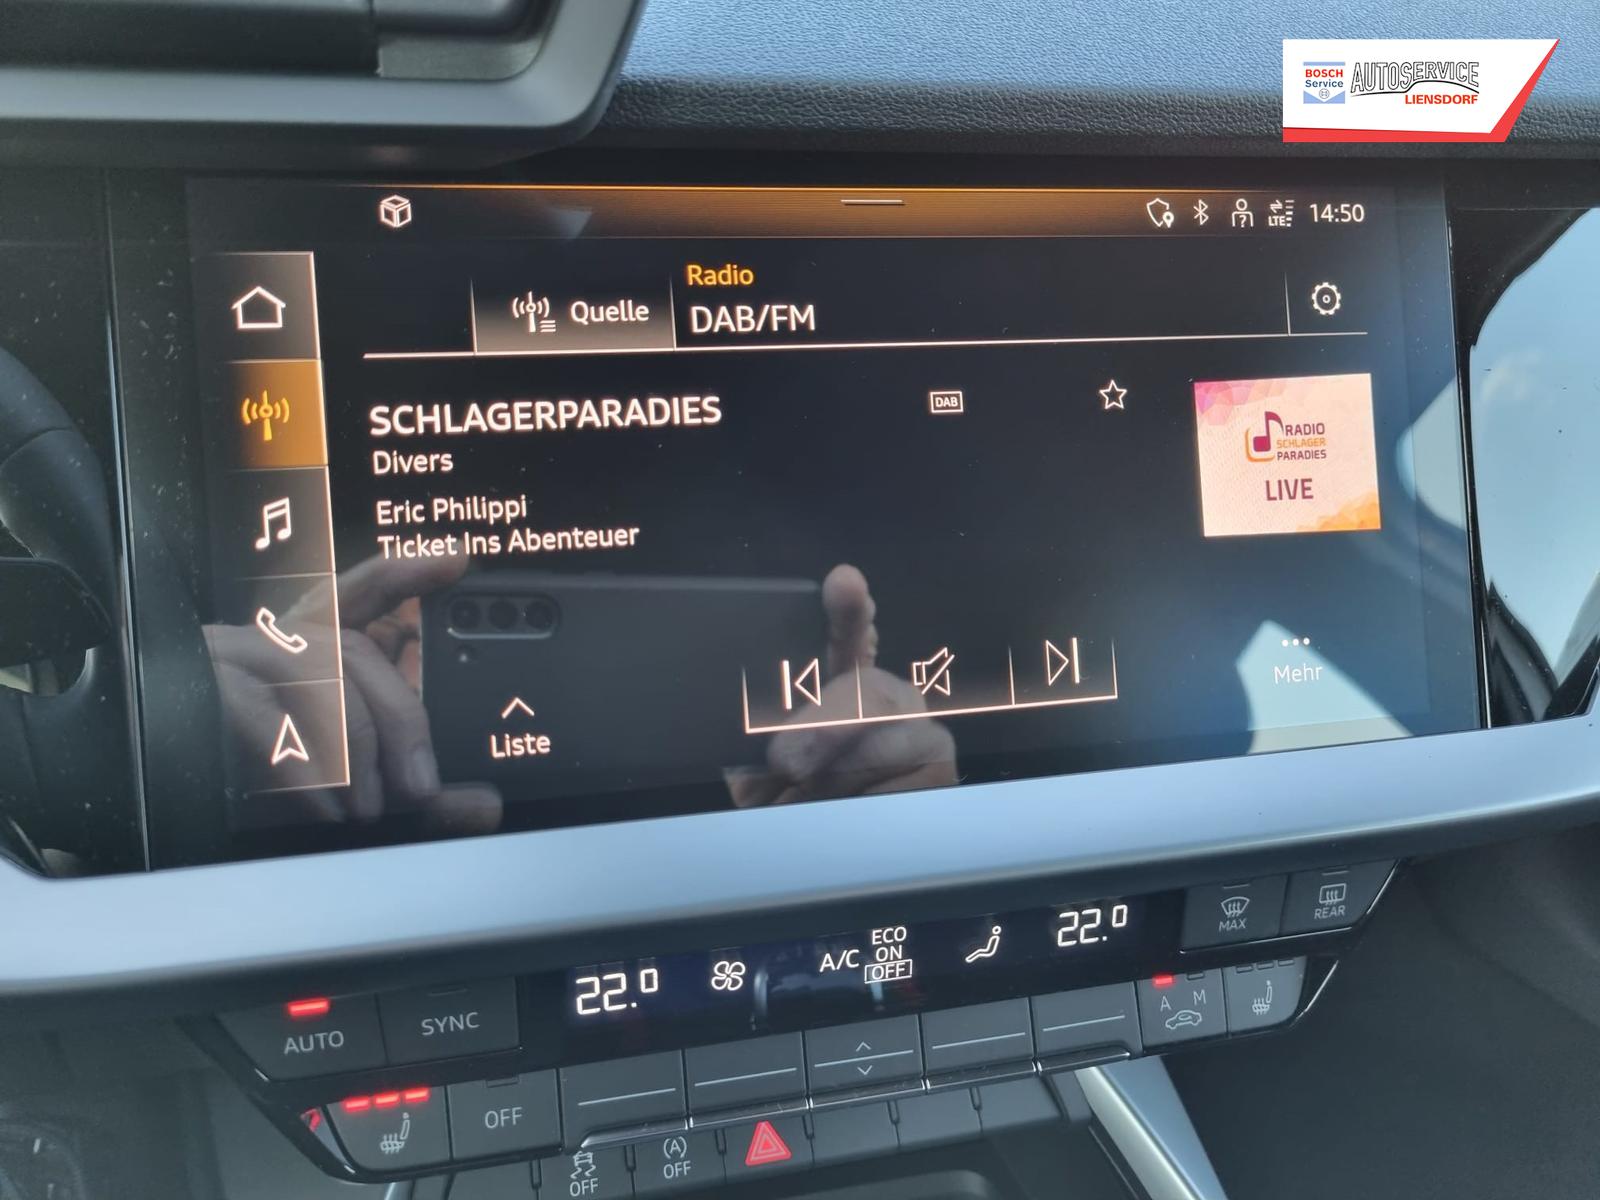 BOSCH
Service
AUTOSERVICE
LIENSDORF
LTE
14:50
Radio
Quelle
DAB/FM
SCHLAGERPARADIES
DAB
Divers
RADIO
SCHLAGER
PARADIES
LIVE
Eric Philippi
Ticket Ins Abenteuer
Mehr
Liste
22.0
A/C
ECO
ON
OFF
22.0
MAX
REAR
AUTO
SYNC
A M
OFF
OFF
(A)
OFF